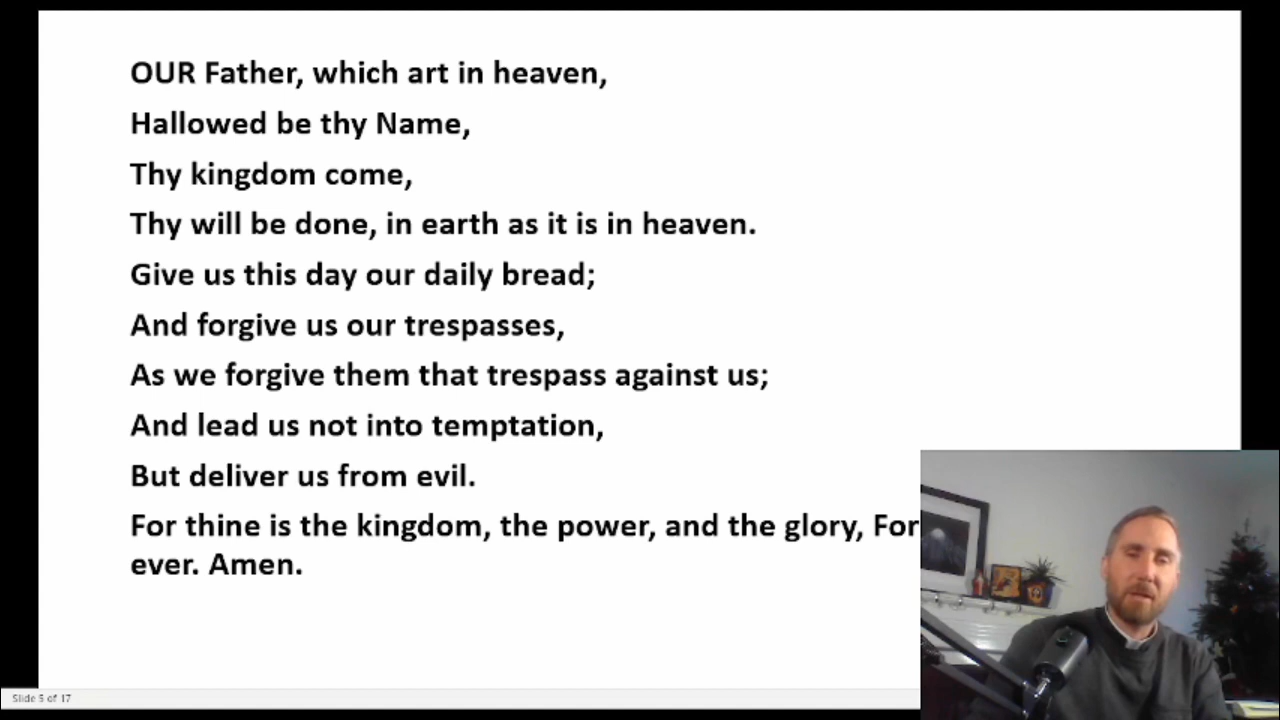 OUR Father, which art in heaven,
Hallowed be thy Name,
Thy kingdom come,
Thy will be done, in earth as it is in heaven.
Give us this day our daily bread;
And forgive us our trespasses,
As we forgive them that trespass against us;
And lead us not into temptation,
But deliver us from evil.
For thine is the kingdom, the power, and the glory, For
ever. Amen.
Slide 5 of 17